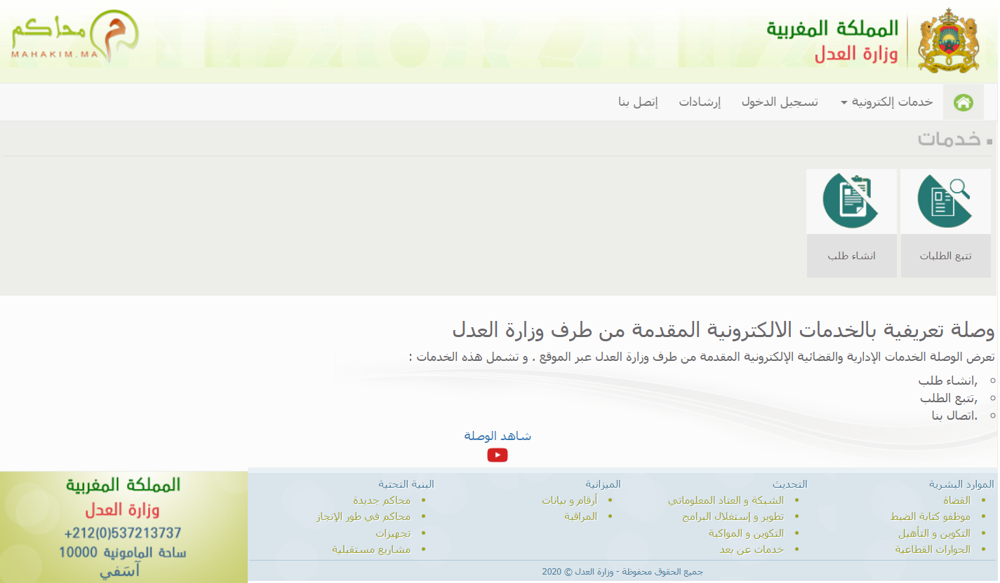 المملكة المغربية
وزارة العدل
محاكم
MAHAKIM.MA
خدمات إلكترونية
تسجيل الدخول
إرشادات
إتصل بنا
خدمات
تتبع الطلبات
انشاء طلب
وصلة تعريفية بالخدمات الالكترونية المقدمة من طرف وزارة العدل
تعرض الوصلة الخدمات الإدارية والقضائية الإلكترونية المقدمة من طرف وزارة العدل عبر الموقع . و تشمل هذه الخدمات :
,انشاء طلب
,تتبع الطلب
.اتصال بنا
شاهد الوصلة
الموارد البشرية
القضاة
موظفو كتابة الضبط
التكوين و التأهيل
الحوارات القطاعية
التحديث
الشبكة و العتاد المعلوماتي
تطوير و إستغلال البرامج
التكوين و المواكبة
خدمات عن بعد
الميزانية
أرقام و بيانات
المراقبة
البنية التحتية
محاكم جديدة
محاكم في طور الإنجاز
تجهيزات
مشاريع مستقبلية
جميع الحقوق محفوظة - وزارة العدل © 2020
المملكة المغربية
وزارة العدل
+212(0)537213737
ساحة المامونية 10000
آسَفي